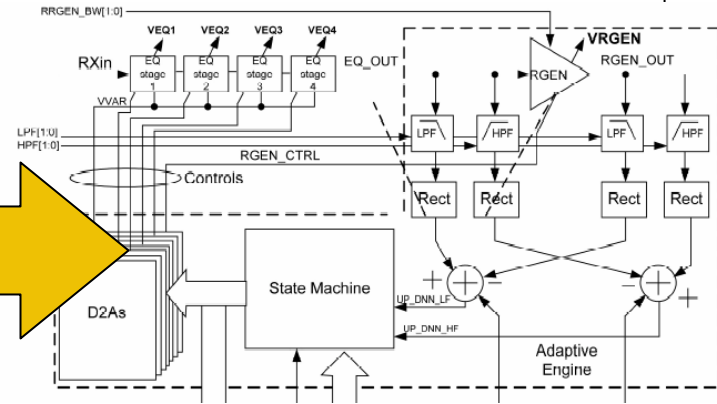 RRGEN_BW[1:0]
VEQ1 VEQ2 VEQ3 VEQ4
VRGEN
RXin
EQ stage 1
EQ stage 2
EQ stage 3
EQ stage 4
EQ_OUT
RGEN
RGEN_OUT
VVAR
LPF[1:0]
HPF[1:0]
LPF
HPF
LPF
HPF
RGEN_CTRL
Controls
Rect
Rect
Rect
Rect
+
+
−
−
+
+
State Machine
D2As
UP_DNN_LF
UP_DNN_HF
Adaptive
Engine